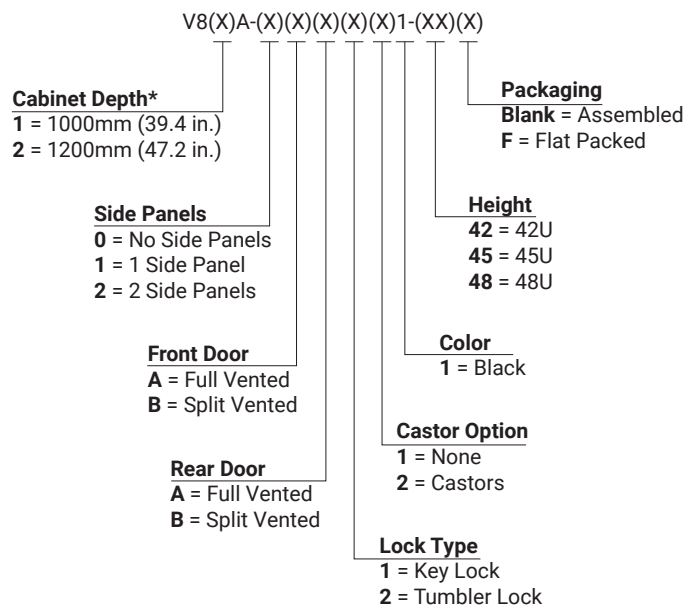 V8(X)A-(X)(X)(X)(X)(X)1-(XX)(X)
Cabinet Depth*
1 = 1000mm (39.4 in.)
2 = 1200mm (47.2 in.)
Side Panels
0 = No Side Panels
1 = 1 Side Panel
2 = 2 Side Panels
Front Door
A = Full Vented
B = Split Vented
Rear Door
A = Full Vented
B = Split Vented
Lock Type
1 = Key Lock
2 = Tumbler Lock
Castor Option
1 = None
2 = Castors
Color
1 = Black
Height
42 = 42U
45 = 45U
48 = 48U
Packaging
Blank = Assembled
F = Flat Packed